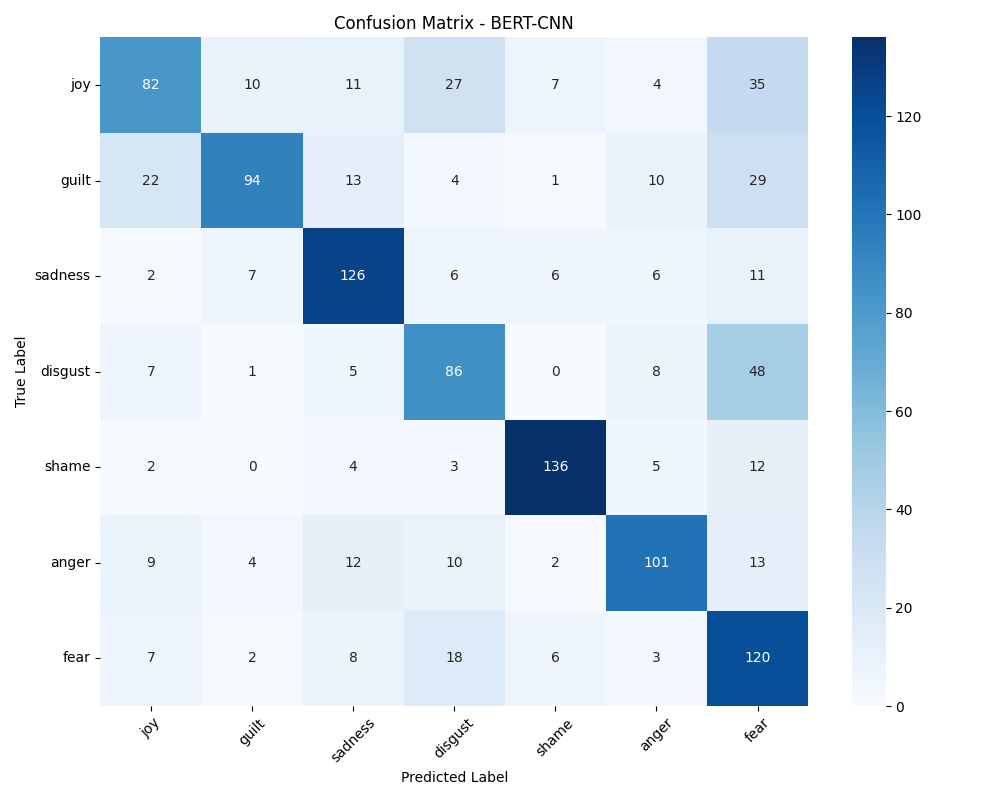 Confusion Matrix - BERT-CNN
True Label
joy 82 10 11 27 7 4 35
guilt 22 94 13 4 1 10 29
sadness 2 7 126 6 6 6 11
disgust 7 1 5 86 0 8 48
shame 2 0 4 3 136 5 12
anger 9 4 12 10 2 101 13
fear 7 2 8 18 6 3 120
joy guilt sadness disgust shame anger fear
Predicted Label
120
100
80
60
40
20
0